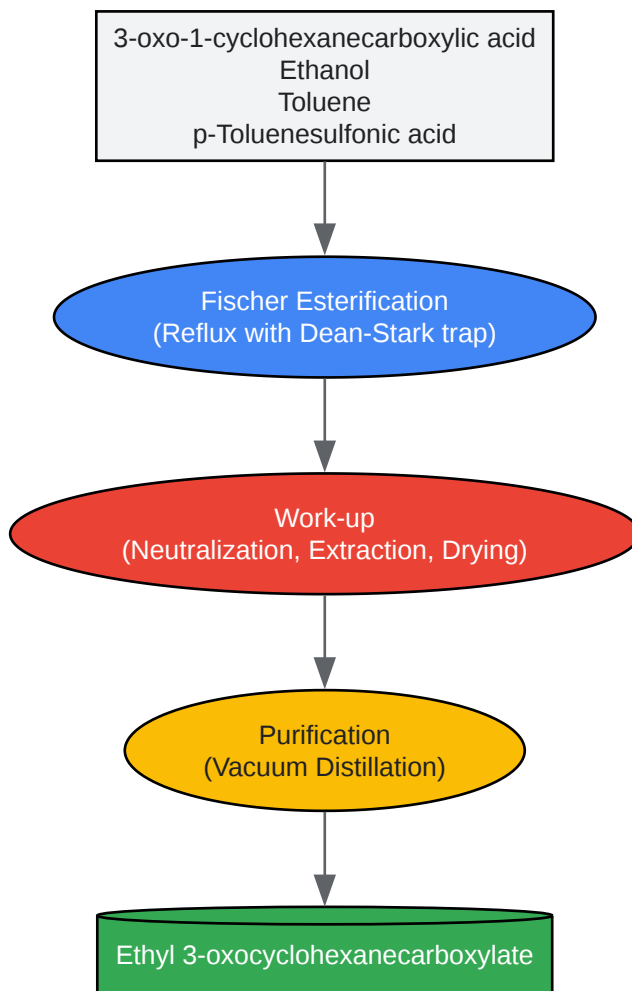 3-oxo-1-cyclohexanecarboxylic acid
Ethanol
Toluene
p-Toluenesulfonic acid
Fischer Esterification
(Reflux with Dean-Stark trap)
Work-up
(Neutralization, Extraction, Drying)
Purification
(Vacuum Distillation)
Ethyl 3-oxocyclohexanecarboxylate